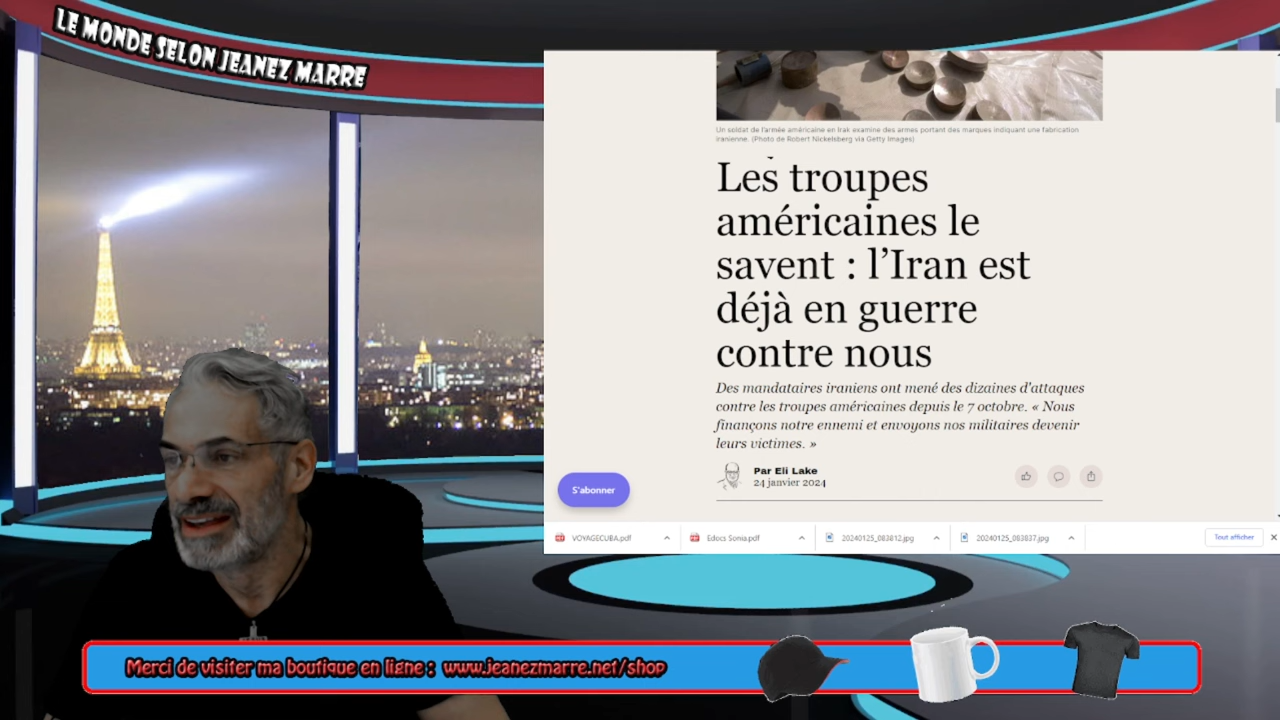 LE MONDE SELON JEANEZ MARRE
Un soldat de l'armée américaine en Irak examine des armes portant des marques indiquant une fabrication
iranienne. (Photo de Robert Nickelsberg via Getty Images)
Les troupes
américaines le
savent : l'Iran est
déjà en guerre
contre nous
Des mandataires iraniens ont mené des dizaines d'attaques
contre les troupes américaines depuis le 7 octobre. « Nous
finançons notre ennemi et envoyons nos militaires devenir
leurs victimes. »
Par Eli Lake
24 janvier 2024
S'abonner
VOYAGECUBA.pdf
Edocs Sonia.pdf
20240125_083812.jpg
20240125_083837.jpg
Tout afficher
Merci de visiter ma boutique en ligne : www.jeanezmarre.net/shop